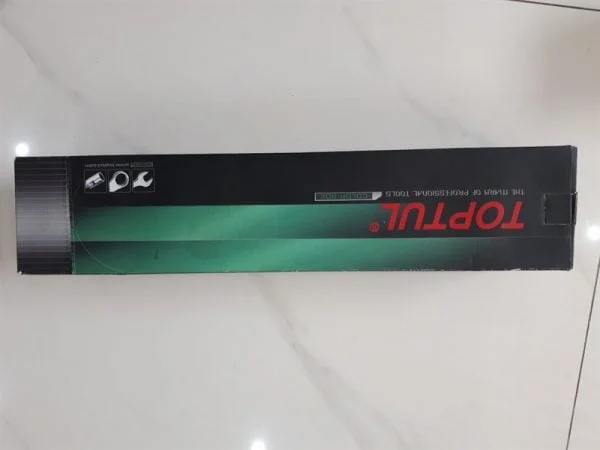 TOPTUL®
THE MARK OF PROFESSIONAL TOOLS